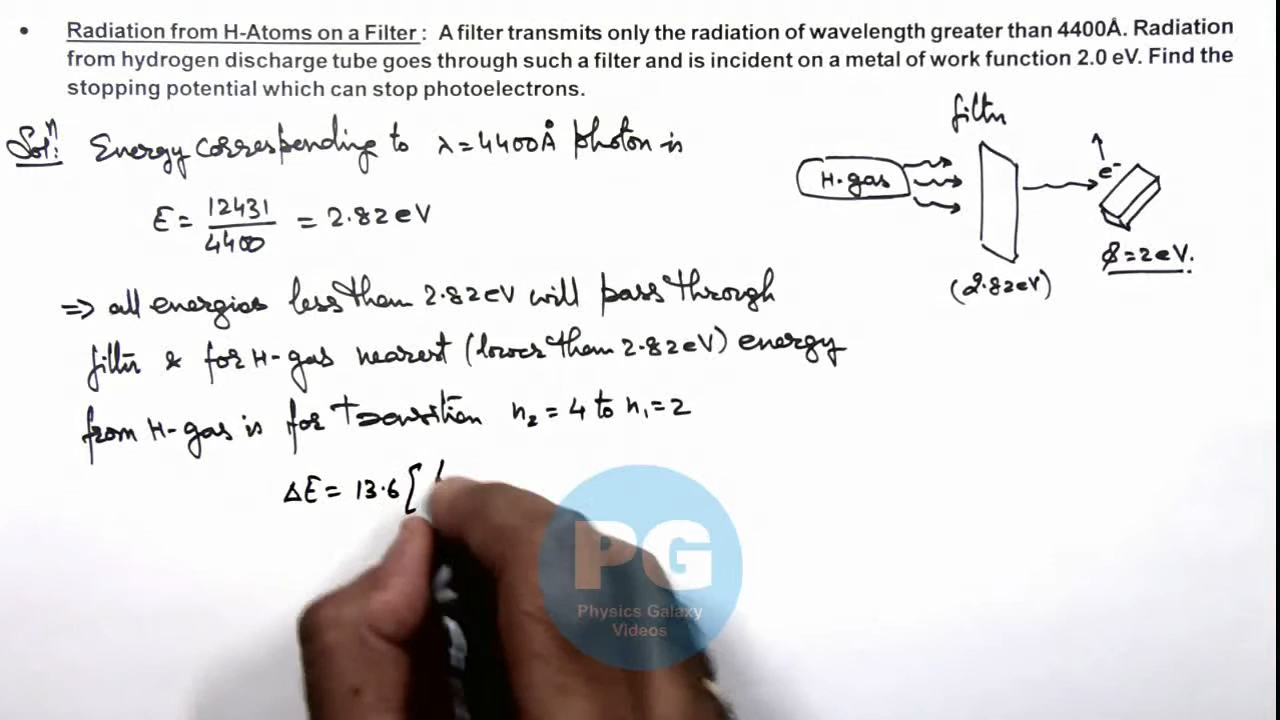 • Radiation from H-Atoms on a Filter : A filter transmits only the radiation of wavelength greater than 4400Å. Radiation
from hydrogen discharge tube goes through such a filter and is incident on a metal of work function 2.0 eV. Find the
stopping potential which can stop photoelectrons.
filter
Solⁿ: Energy corresponding to λ=4400Å photon is
H-gas
e⁻
E = 12431/4400 = 2.82 eV
φ=2eV.
(2.82eV)
⇒ all energies less than 2.82eV will pass through
filter & for H-gas nearest (lower than 2.82eV) energy
from H-gas is for transition n₂ = 4 to n₁=2
ΔE = 13.6 [
PG
Physics Galaxy
Videos